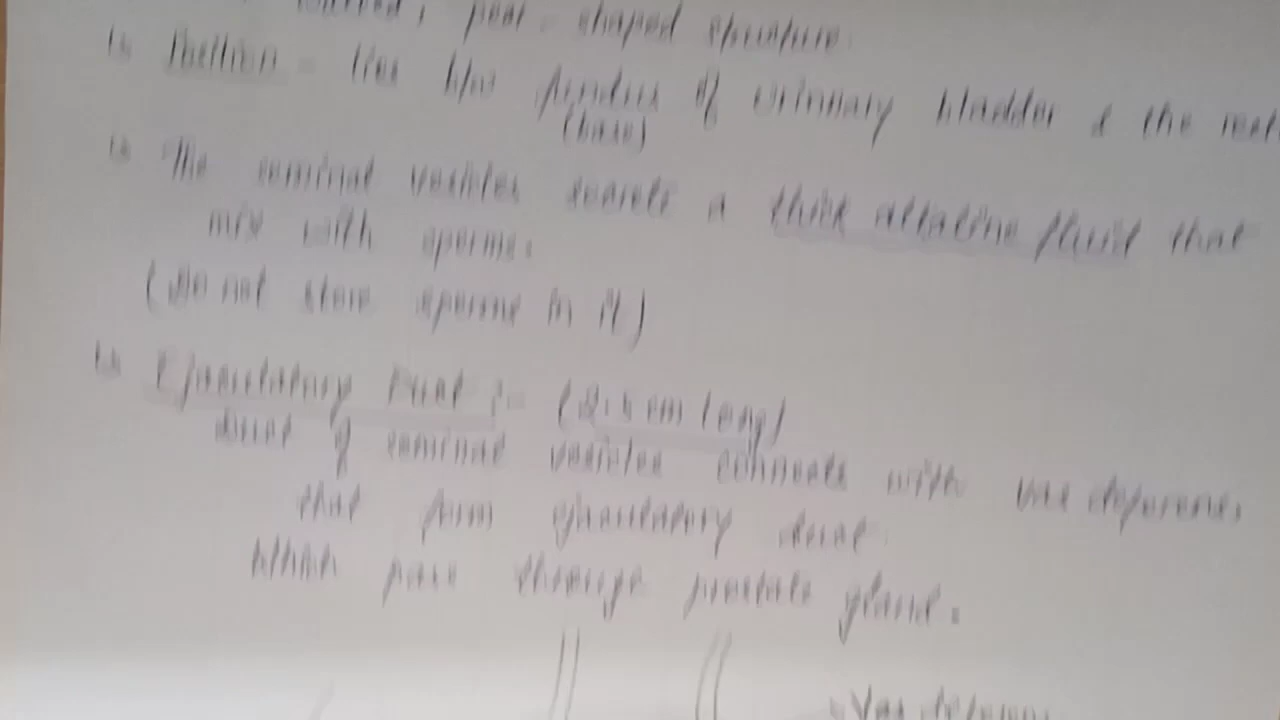 walled, pear-shaped structure.
↳ Position - lies b/w fundus of urinary bladder & the
(base)
↳ The seminal vesicles secrete a thick alkaline fluid that
mix with sperms.
(Do not store sperms in it)
↳ Ejaculatory Duct :- (2.5 cm long)
duct of seminal vesicles connects with vas deferens,
that form ejaculatory duct.
Which pass through prostate gland.
Vas deferens